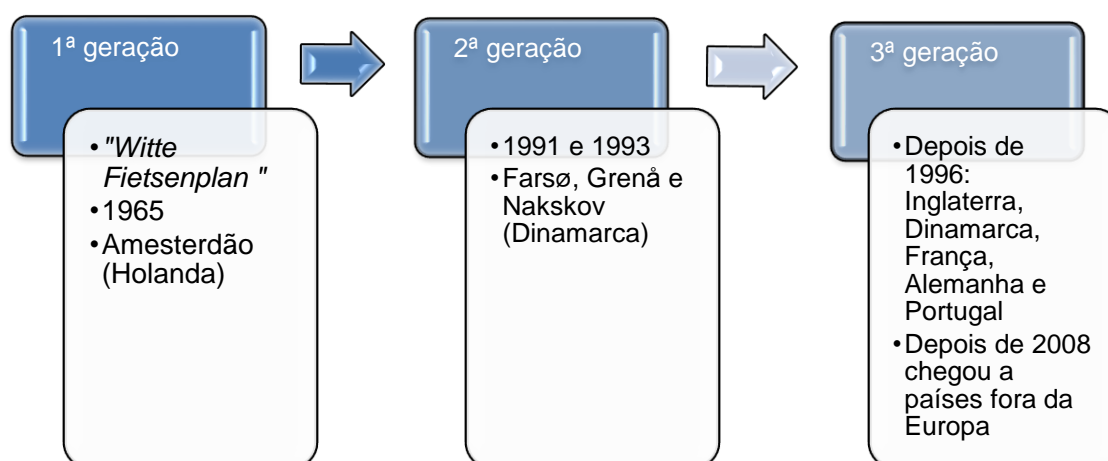 1ª geração
• "Witte
Fietsenplan "
•1965
•Amesterdão
(Holanda)
2ª geração
•1991 e 1993
•Farsø, Grenå e
Nakskov
(Dinamarca)
3ª geração
•Depois de
1996:
Inglaterra,
Dinamarca,
França,
Alemanha e
Portugal
•Depois de 2008
chegou a
países fora da
Europa